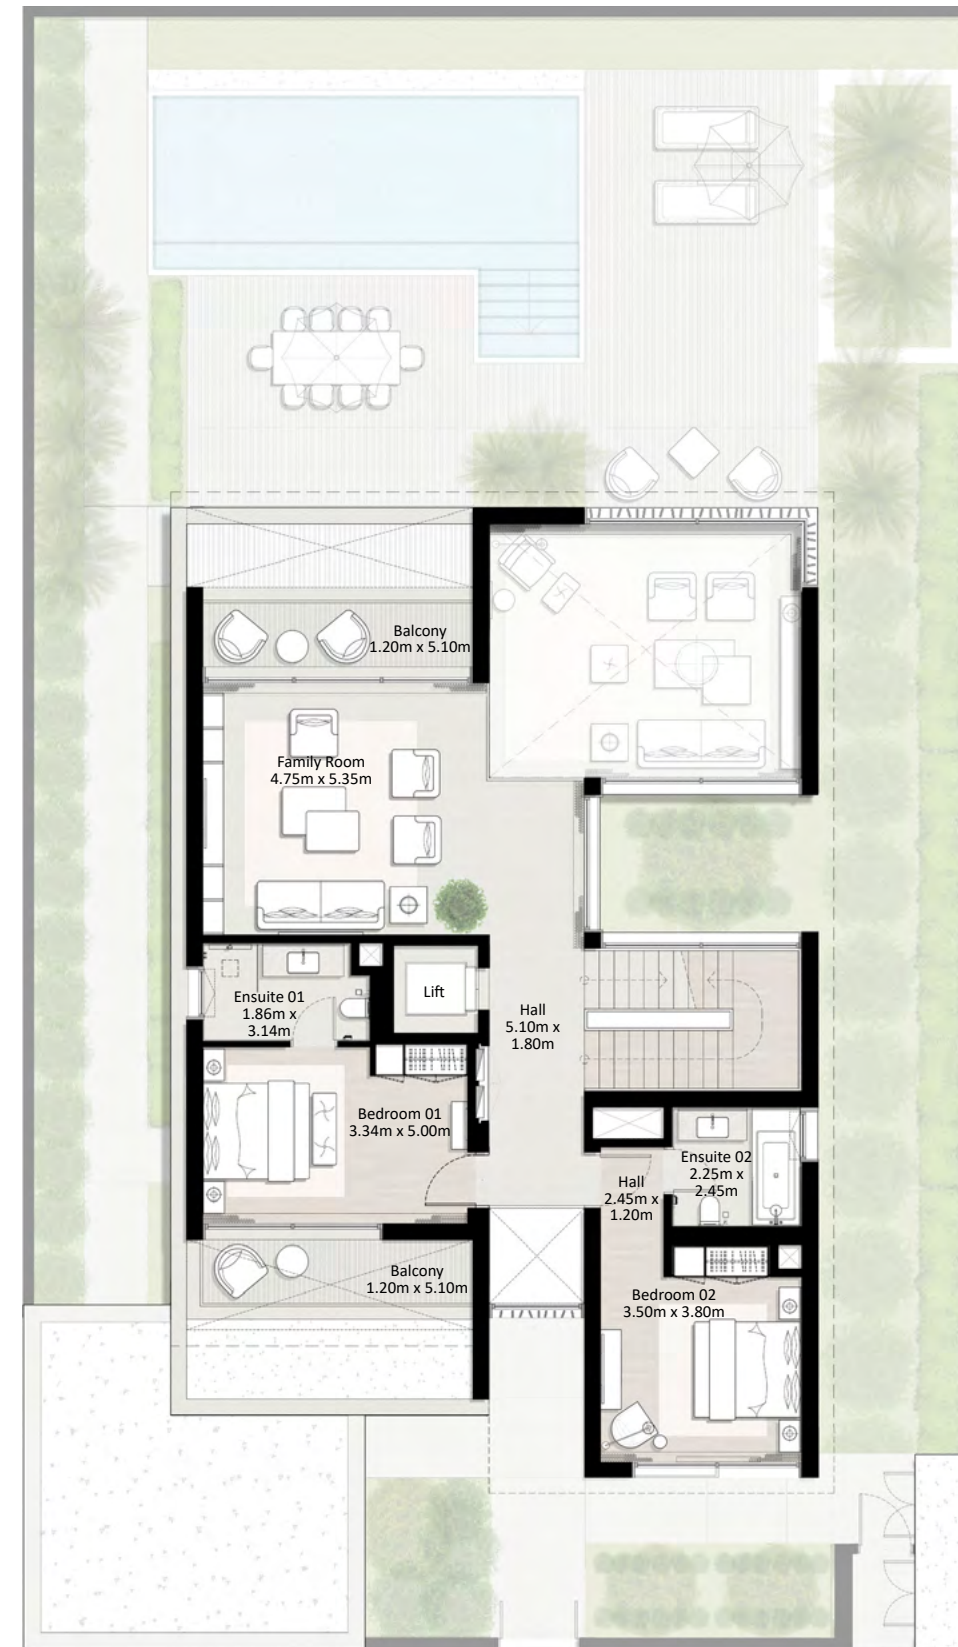 Balcony
1.20m x 5.10m
Family Room
4.75m x 5.35m
Ensuite 01
1.86m x
3.14m
Lift
Hall
5.10m x
1.80m
Bedroom 01
3.34m x 5.00m
Ensuite 02
2.25m x
2.45m
Hall
2.45m x
1.20m
Balcony
1.20m x 5.10m
Bedroom 02
3.50m x 3.80m